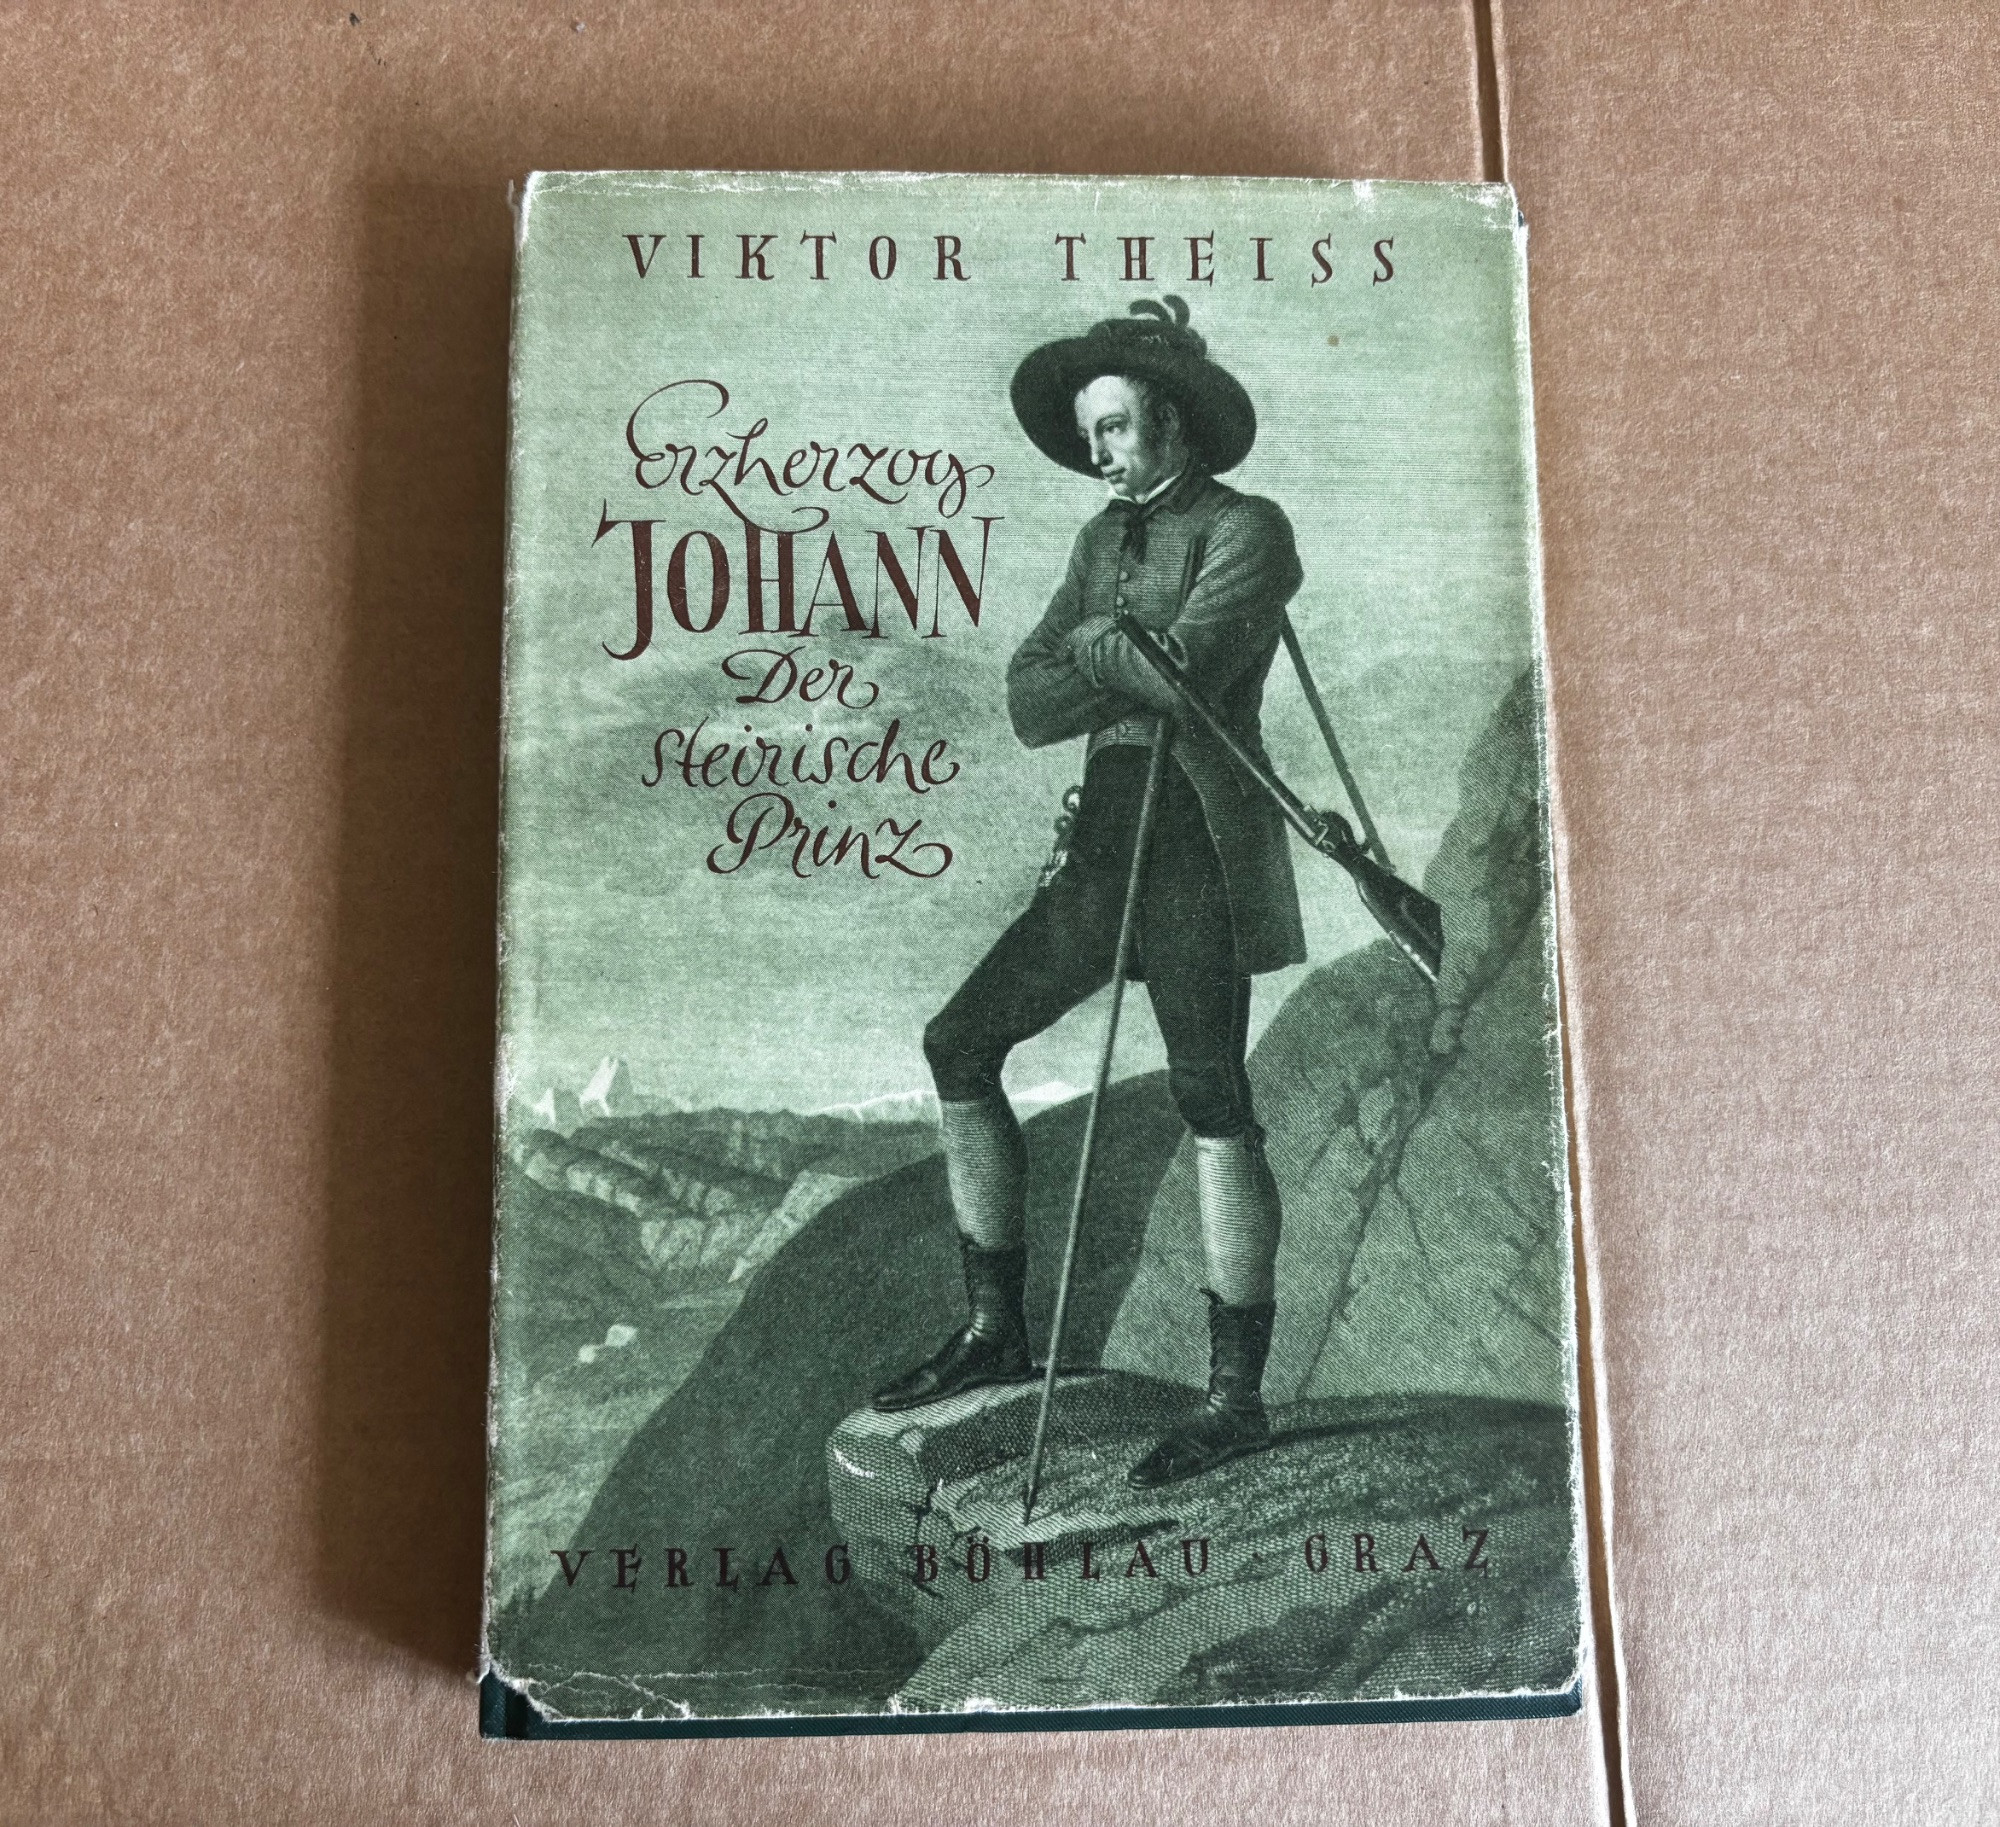 VIKTOR THEISS
Erzherzog
JOHANN
Der
steirische
Prinz
VERLAG BÖHLAU · GRAZ